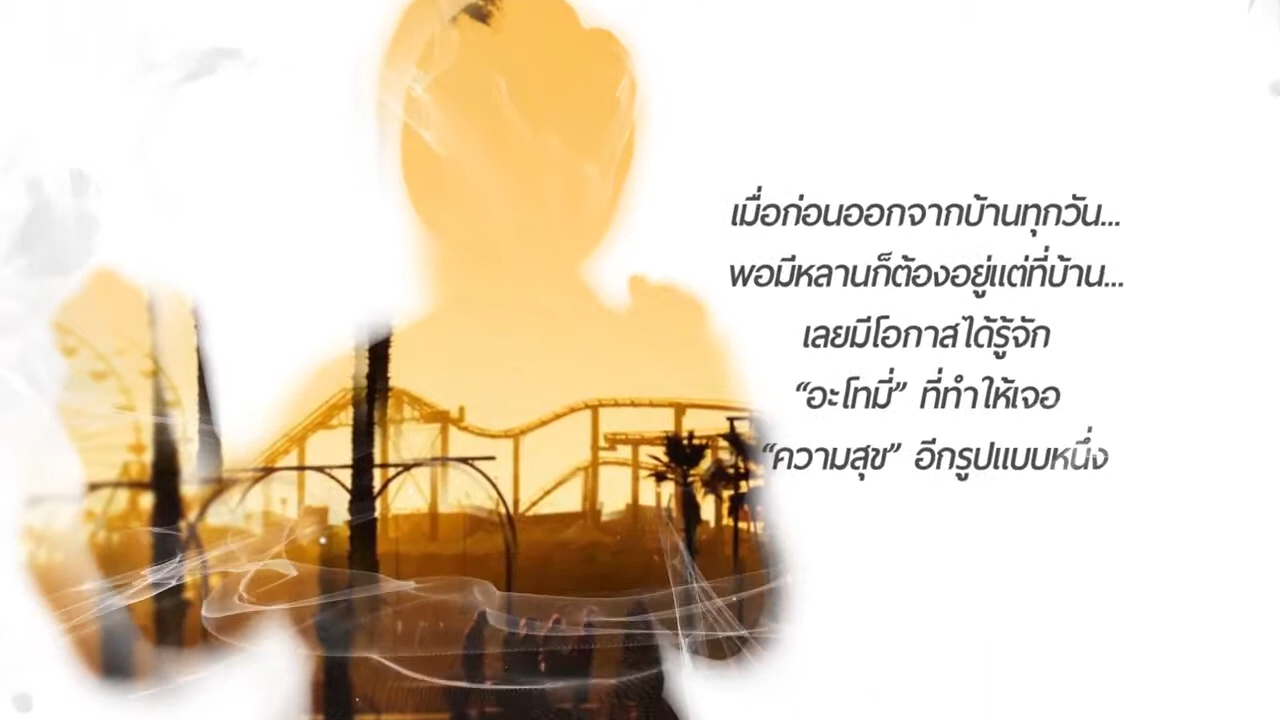 เมื่อก่อนออกจากบ้านทุกวัน...
พอมีหลานก็ต้องอยู่แต่ที่บ้าน...
เลยมีโอกาสได้รู้จัก
“อะโทมี่” ที่ทำให้เจอ
“ความสุข” อีกรูปแบบหนึ่ง